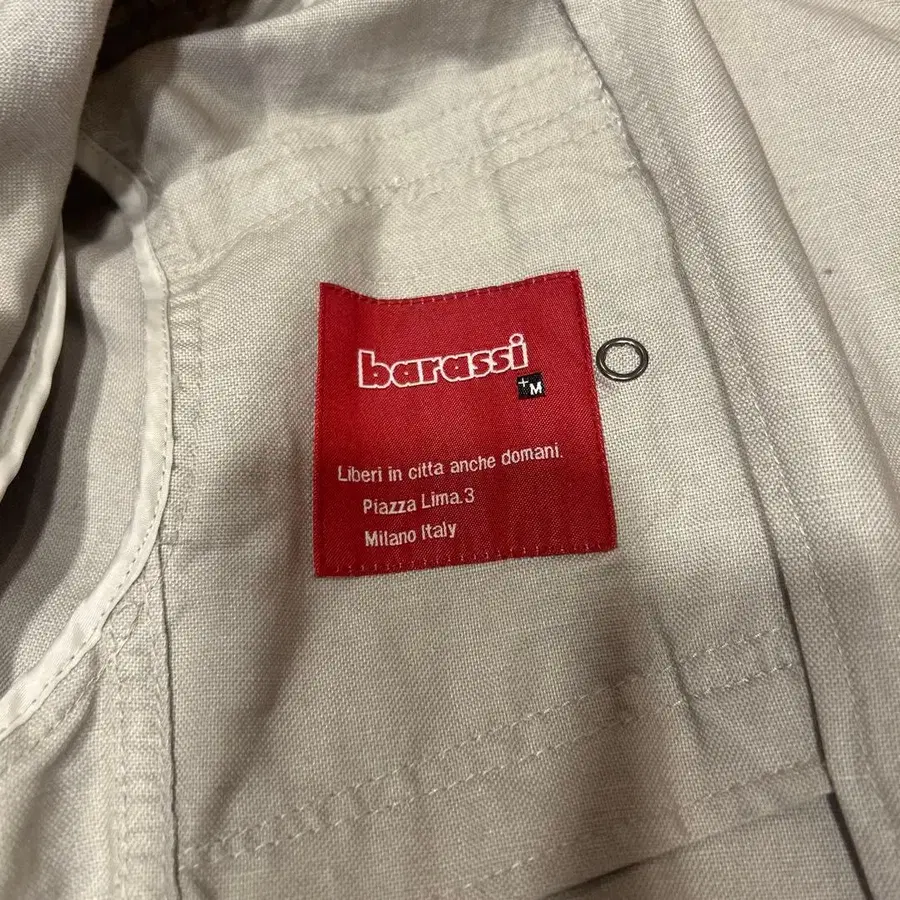 barassi
+M
Liberi in citta anche domani.
Piazza Lima.3
Milano Italy